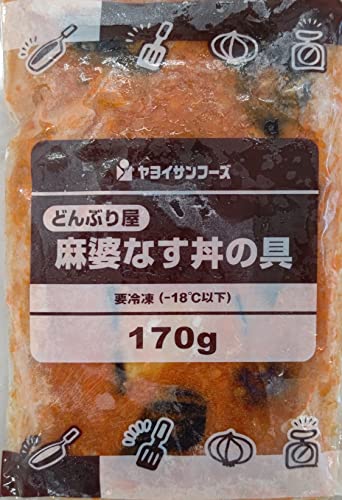 ヤヨイサンフーズ
どんぶり屋
麻婆なす丼の具
要冷凍(-18℃以下)
170g